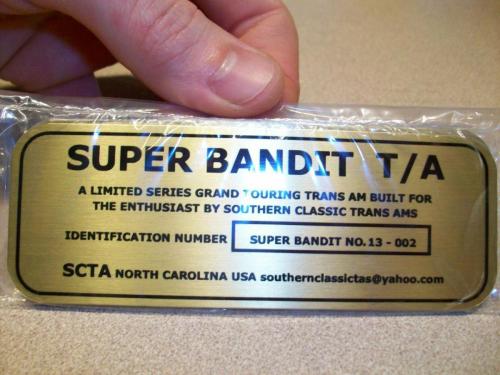 SUPER BANDIT T/A
A LIMITED SERIES GRAND TOURING TRANS AM BUILT FOR
THE ENTHUSIAST BY SOUTHERN CLASSIC TRANS AMS
IDENTIFICATION NUMBER SUPER BANDIT NO.13 - 002
SCTA NORTH CAROLINA USA southernclassictas@yahoo.com